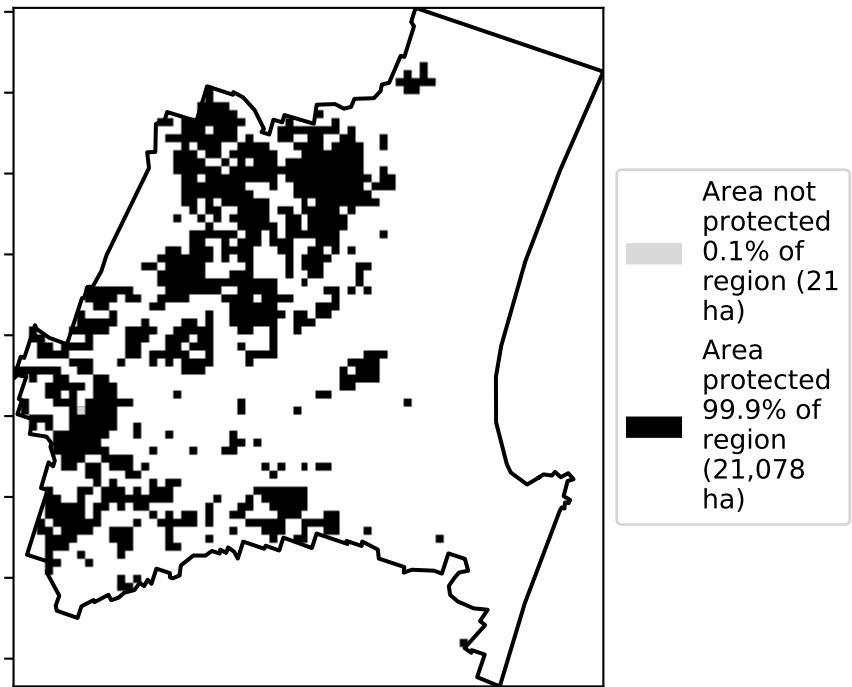 Area not
protected
0.1% of
region (21
ha)
Area
protected
99.9% of
region
(21,078
ha)